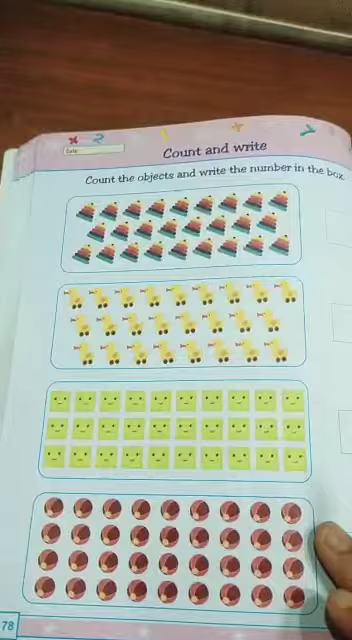 Date:
Count and write
Count the objects and write the number in the box.
78